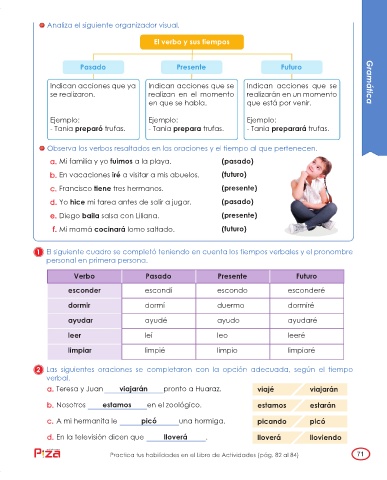 Analiza el siguiente organizador visual.
El verbo y sus tiempos
Pasado Presente Futuro
Indican acciones que ya
se realizaron.
Ejemplo:
- Tania preparó trufas.
Indican acciones que se
realizan en el momento
en que se habla.
Ejemplo:
- Tania prepara trufas.
Indican acciones que se
realizarán en un momento
que está por venir.
Ejemplo:
- Tania preparará trufas.
Gramática
Observa los verbos resaltados en las oraciones y el tiempo al que pertenecen.
a. Mi familia y yo fuimos a la playa. (pasado)
b. En vacaciones iré a visitar a mis abuelos. (futuro)
c. Francisco tiene tres hermanos. (presente)
d. Yo hice mi tarea antes de salir a jugar. (pasado)
e. Diego baila salsa con Liliana. (presente)
f. Mi mamá cocinará lomo saltado. (futuro)
1 El siguiente cuadro se completó teniendo en cuenta los tiempos verbales y el pronombre
personal en primera persona.
Verbo Pasado Presente Futuro
esconder escondí escondo esconderé
dormir dormí duermo dormiré
ayudar ayudé ayudo ayudaré
leer leí leo leeré
limpiar limpié limpio limpiaré
2 Las siguientes oraciones se completaron con la opción adecuada, según el tiempo
verbal.
a. Teresa y Juan viajarán pronto a Huaraz. viajé viajarán
b. Nosotros estamos en el zoológico. estamos estarán
c. A mi hermanita le picó una hormiga. picando picó
d. En la televisión dicen que lloverá. lloverá lloviendo
Practica tus habilidades en el Libro de Actividades (pág. 82 al 84)
71